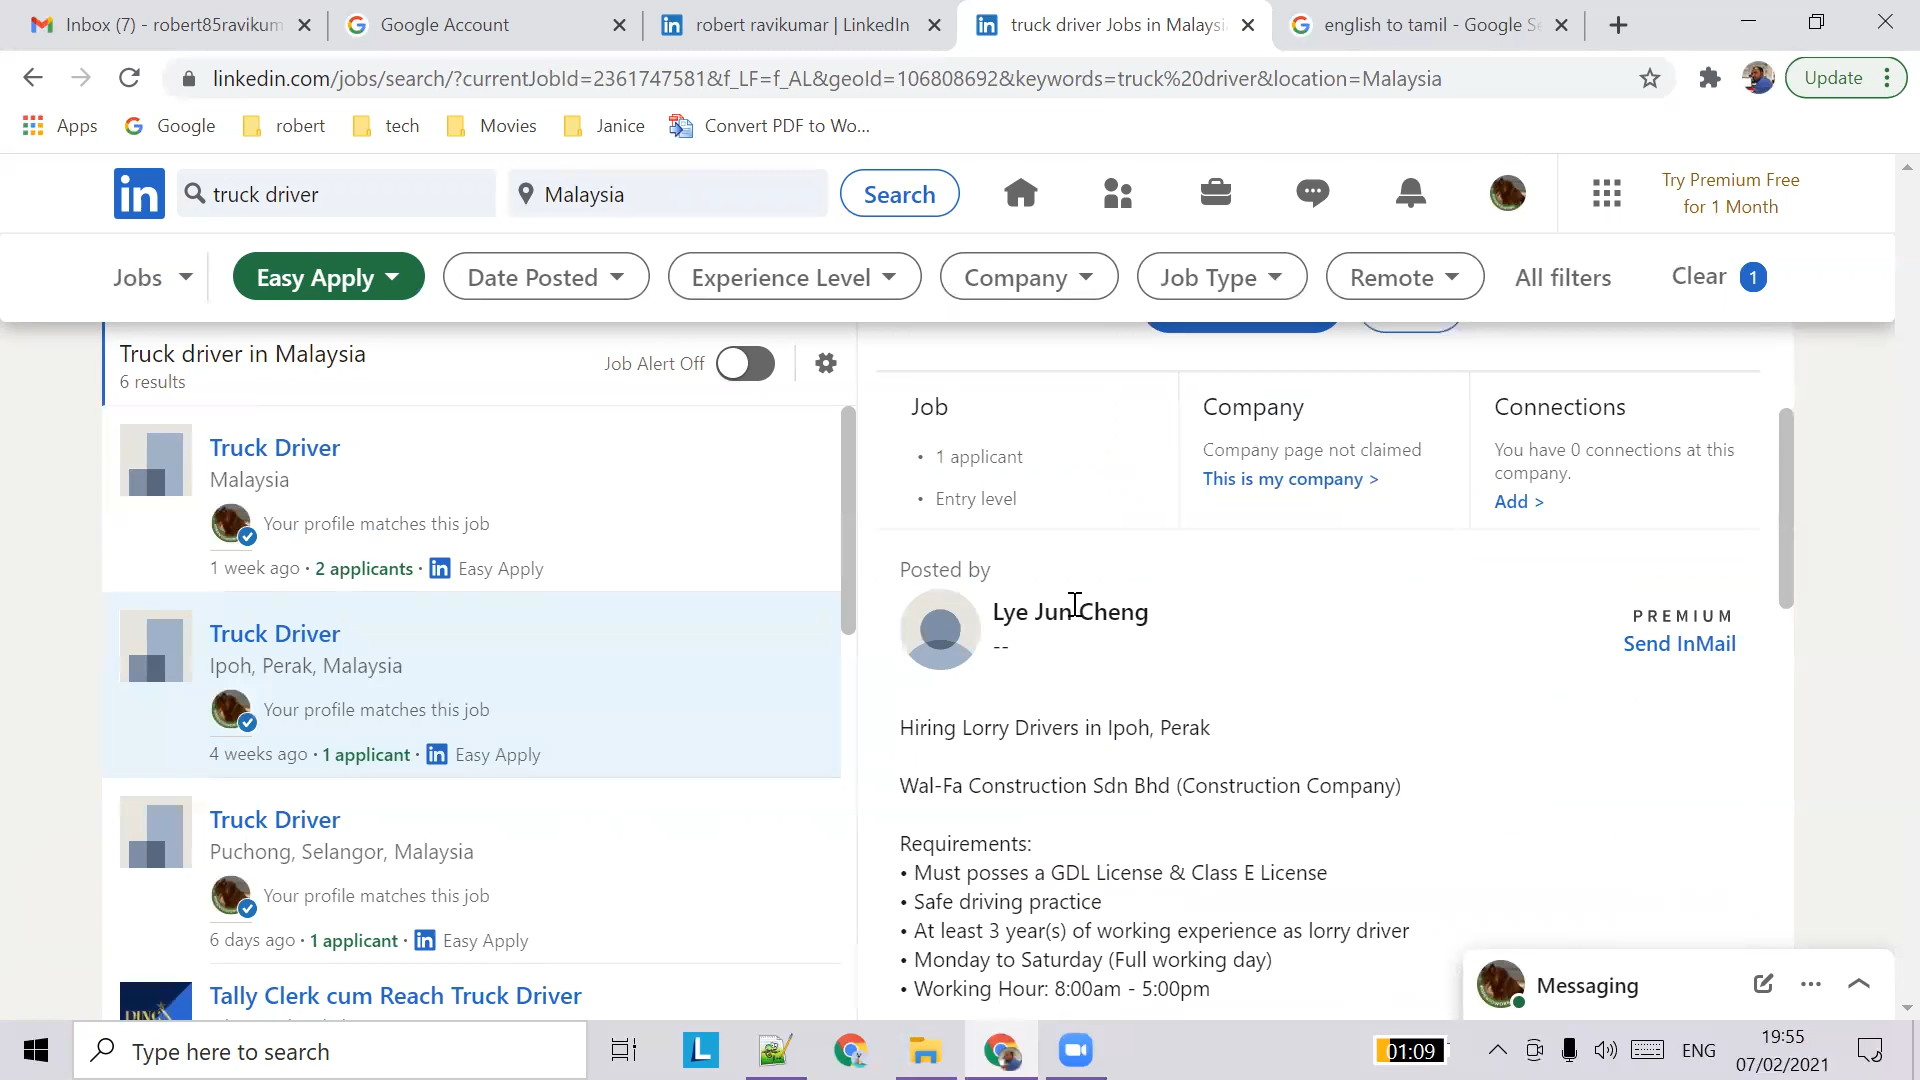 Inbox (7) - robert85ravikum
Google Account
robert ravikumar | LinkedIn
truck driver Jobs in Malaysi
english to tamil - Google Se
linkedin.com/jobs/search/?currentJobId=2361747581&f_LF=f_AL&geoId=106808692&keywords=truck%20driver&location=Malaysia
Update
Apps
Google
robert
tech
Movies
Janice
Convert PDF to Wo...
in
truck driver
Malaysia
Search
Try Premium Free
for 1 Month
Jobs
Easy Apply
Date Posted
Experience Level
Company
Job Type
Remote
All filters
Clear 1
Truck driver in Malaysia
6 results
Job Alert Off
Truck Driver
Malaysia
Your profile matches this job
1 week ago · 2 applicants · in Easy Apply
Truck Driver
Ipoh, Perak, Malaysia
Your profile matches this job
4 weeks ago · 1 applicant · in Easy Apply
Truck Driver
Puchong, Selangor, Malaysia
Your profile matches this job
6 days ago · 1 applicant · in Easy Apply
Tally Clerk cum Reach Truck Driver
Job
• 1 applicant
• Entry level
Company
Company page not claimed
This is my company >
Connections
You have 0 connections at this
company.
Add >
Posted by
Lye Jun Cheng
--
PREMIUM
Send InMail
Hiring Lorry Drivers in Ipoh, Perak
Wal-Fa Construction Sdn Bhd (Construction Company)
Requirements:
• Must posses a GDL License & Class E License
• Safe driving practice
• At least 3 year(s) of working experience as lorry driver
• Monday to Saturday (Full working day)
• Working Hour: 8:00am - 5:00pm
Messaging
Type here to search
L
01:09
ENG
19:55
07/02/2021